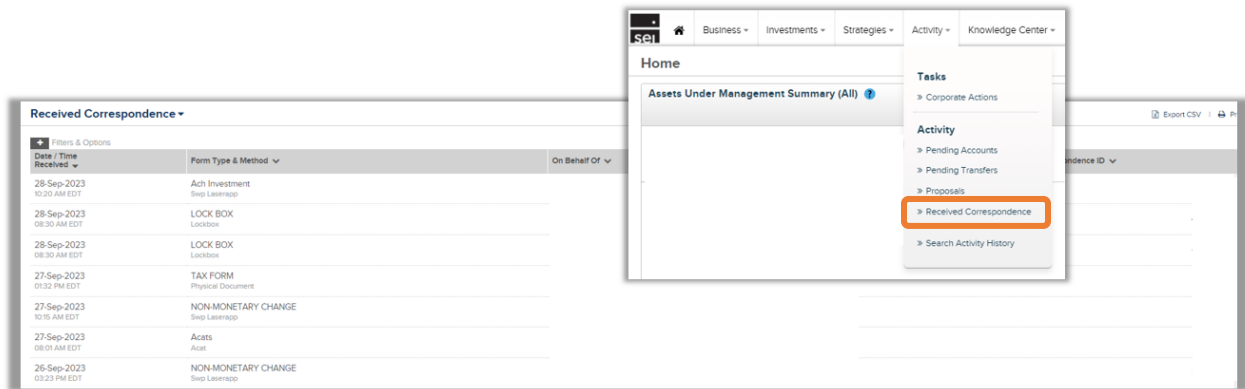 sei
Business
Investments
Strategies
Activity
Knowledge Center
Home
Assets Under Management Summary (All) ?
Tasks
» Corporate Actions
Activity
» Pending Accounts
» Pending Transfers
» Proposals
» Received Correspondence
» Search Activity History
Received Correspondence
Export CSV
+ Filters & Options
Date / Time
Received
Form Type & Method
On Behalf Of
ID
28-Sep-2023
Ach Investment
10:20 AM EDT
Swp Laserapp
28-Sep-2023
LOCK BOX
08:30 AM EDT
Lockbox
28-Sep-2023
LOCK BOX
08:30 AM EDT
Lockbox
27-Sep-2023
TAX FORM
01:32 PM EDT
Physical Document
27-Sep-2023
NON-MONETARY CHANGE
10:15 AM EDT
Swp Laserapp
27-Sep-2023
Acats
08:01 AM EDT
Acat
26-Sep-2023
NON-MONETARY CHANGE
03:23 PM EDT
Swp Laserapp